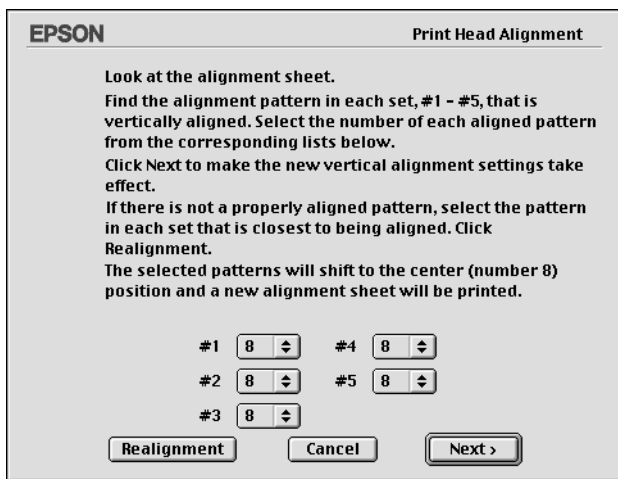 EPSON
Print Head Alignment
Look at the alignment sheet.
Find the alignment pattern in each set, #1 - #5, that is
vertically aligned. Select the number of each aligned pattern
from the corresponding lists below.
Click Next to make the new vertical alignment settings take
effect.
If there is not a properly aligned pattern, select the pattern
in each set that is closest to being aligned. Click
Realignment.
The selected patterns will shift to the center (number 8)
position and a new alignment sheet will be printed.
#1 8 #4 8
#2 8 #5 8
#3 8
Realignment Cancel Next >